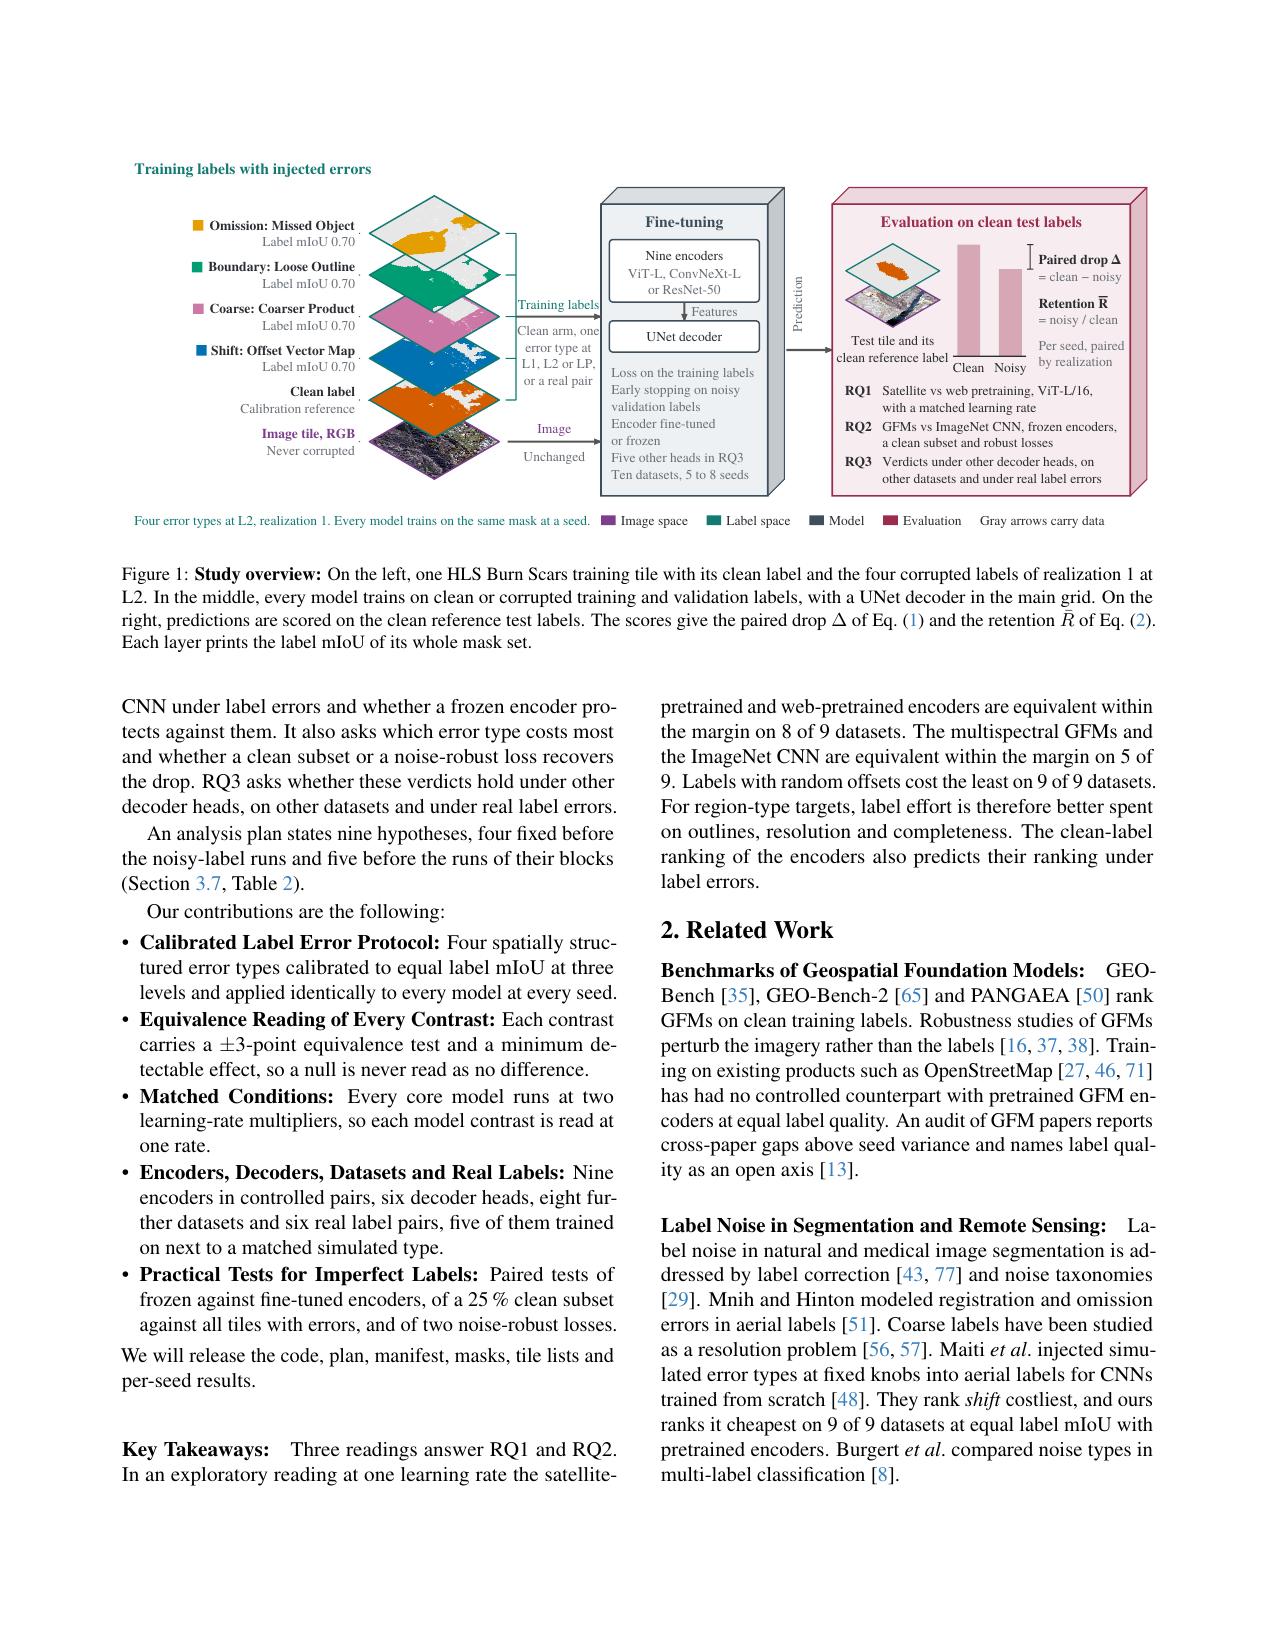 Training labels with injected errors
Omission: Missed Object
Label mIoU 0.70
Boundary: Loose Outline
Label mIoU 0.70
Coarse: Coarser Product
Label mIoU 0.70
Shift: Offset Vector Map
Label mIoU 0.70
Clean label
Calibration reference
Image tile, RGB
Never corrupted
Training labels
Clean arm, one
error type at
L1, L2 or LP,
or a real pair
Image
Unchanged
Fine-tuning
Nine encoders
ViT-L, ConvNeXt-L
or ResNet-50
Features
UNet decoder
Loss on the training labels
Early stopping on noisy
validation labels
Encoder fine-tuned
or frozen
Five other heads in RQ3
Ten datasets, 5 to 8 seeds
Prediction
Evaluation on clean test labels
Test tile and its
clean reference label
Clean Noisy
Paired drop Δ
= clean − noisy
Retention R̄
= noisy / clean
Per seed, paired
by realization
RQ1 Satellite vs web pretraining, ViT-L/16,
with a matched learning rate
RQ2 GFMs vs ImageNet CNN, frozen encoders,
a clean subset and robust losses
RQ3 Verdicts under other decoder heads, on
other datasets and under real label errors
Four error types at L2, realization 1. Every model trains on the same mask at a seed.
Image space Label space Model Evaluation Gray arrows carry data
Figure 1: Study overview: On the left, one HLS Burn Scars training tile with its clean label and the four corrupted labels of realization 1 at
L2. In the middle, every model trains on clean or corrupted training and validation labels, with a UNet decoder in the main grid. On the
right, predictions are scored on the clean reference test labels. The scores give the paired drop Δ of Eq. (1) and the retention R̄ of Eq. (2).
Each layer prints the label mIoU of its whole mask set.
CNN under label errors and whether a frozen encoder pro-
tects against them. It also asks which error type costs most
and whether a clean subset or a noise-robust loss recovers
the drop. RQ3 asks whether these verdicts hold under other
decoder heads, on other datasets and under real label errors.
An analysis plan states nine hypotheses, four fixed before
the noisy-label runs and five before the runs of their blocks
(Section 3.7, Table 2).
Our contributions are the following:
• Calibrated Label Error Protocol: Four spatially struc-
tured error types calibrated to equal label mIoU at three
levels and applied identically to every model at every seed.
• Equivalence Reading of Every Contrast: Each contrast
carries a ±3-point equivalence test and a minimum de-
tectable effect, so a null is never read as no difference.
• Matched Conditions: Every core model runs at two
learning-rate multipliers, so each model contrast is read at
one rate.
• Encoders, Decoders, Datasets and Real Labels: Nine
encoders in controlled pairs, six decoder heads, eight fur-
ther datasets and six real label pairs, five of them trained
on next to a matched simulated type.
• Practical Tests for Imperfect Labels: Paired tests of
frozen against fine-tuned encoders, of a 25 % clean subset
against all tiles with errors, and of two noise-robust losses.
We will release the code, plan, manifest, masks, tile lists and
per-seed results.
Key Takeaways: Three readings answer RQ1 and RQ2.
In an exploratory reading at one learning rate the satellite-
pretrained and web-pretrained encoders are equivalent within
the margin on 8 of 9 datasets. The multispectral GFMs and
the ImageNet CNN are equivalent within the margin on 5 of
9. Labels with random offsets cost the least on 9 of 9 datasets.
For region-type targets, label effort is therefore better spent
on outlines, resolution and completeness. The clean-label
ranking of the encoders also predicts their ranking under
label errors.
2. Related Work
Benchmarks of Geospatial Foundation Models: GEO-
Bench [35], GEO-Bench-2 [65] and PANGAEA [50] rank
GFMs on clean training labels. Robustness studies of GFMs
perturb the imagery rather than the labels [16, 37, 38]. Train-
ing on existing products such as OpenStreetMap [27, 46, 71]
has had no controlled counterpart with pretrained GFM en-
coders at equal label quality. An audit of GFM papers reports
cross-paper gaps above seed variance and names label qual-
ity as an open axis [13].
Label Noise in Segmentation and Remote Sensing: La-
bel noise in natural and medical image segmentation is ad-
dressed by label correction [43, 77] and noise taxonomies
[29]. Mnih and Hinton modeled registration and omission
errors in aerial labels [51]. Coarse labels have been studied
as a resolution problem [56, 57]. Maiti et al. injected simu-
lated error types at fixed knobs into aerial labels for CNNs
trained from scratch [48]. They rank shift costliest, and ours
ranks it cheapest on 9 of 9 datasets at equal label mIoU with
pretrained encoders. Burgert et al. compared noise types in
multi-label classification [8].